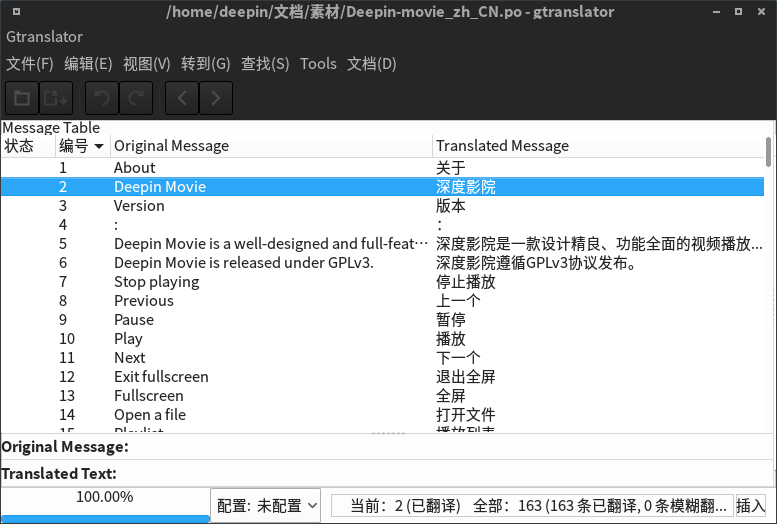 /home/deepin/文档/素材/Deepin-movie_zh_CN.po - gtranslator
Gtranslator
文件(F) 编辑(E) 视图(V) 转到(G) 查找(S) Tools 文档(D)
Message Table
状态 编号 Original Message Translated Message
1 About 关于
2 Deepin Movie 深度影院
3 Version 版本
4 : ：
5 Deepin Movie is a well-designed and full-feat… 深度影院是一款设计精良、功能全面的视频播放...
6 Deepin Movie is released under GPLv3. 深度影院遵循GPLv3协议发布。
7 Stop playing 停止播放
8 Previous 上一个
9 Pause 暂停
10 Play 播放
11 Next 下一个
12 Exit fullscreen 退出全屏
13 Fullscreen 全屏
14 Open a file 打开文件
15 Playlist 播放列表
Original Message:
Translated Text:
100.00% 配置: 未配置 当前：2 (已翻译) 全部：163 (163 条已翻译, 0 条模糊翻... 插入